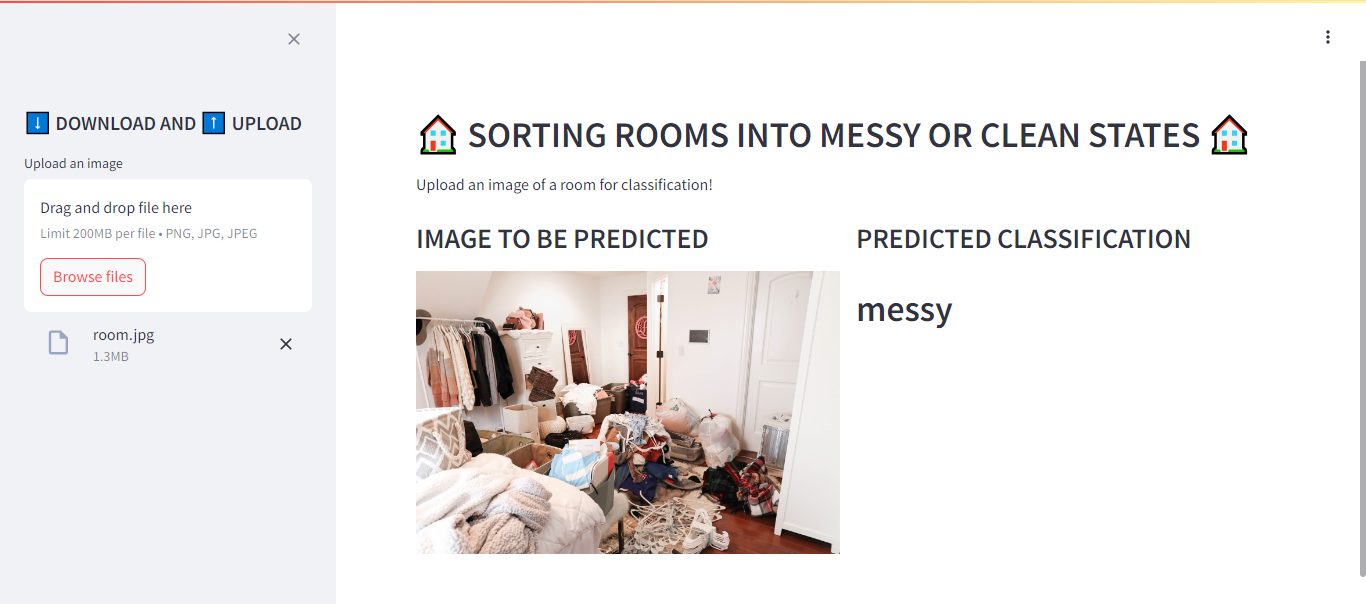 ⬇ DOWNLOAD AND ⬆ UPLOAD
Upload an image
Drag and drop file here
Limit 200MB per file • PNG, JPG, JPEG
Browse files
room.jpg
1.3MB
🏠 SORTING ROOMS INTO MESSY OR CLEAN STATES 🏠
Upload an image of a room for classification!
IMAGE TO BE PREDICTED
PREDICTED CLASSIFICATION
messy